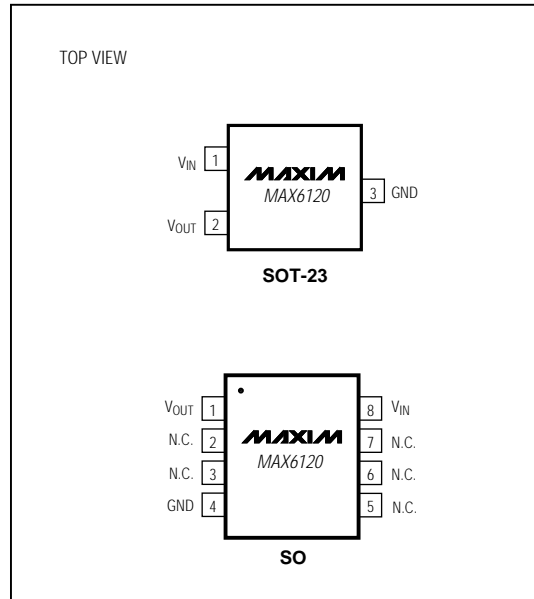 TOP VIEW
VIN 1
MAXIM
MAX6120
3 GND
VOUT 2
SOT-23
VOUT 1
8 VIN
N.C. 2
MAXIM
7 N.C.
MAX6120
N.C. 3
6 N.C.
GND 4
5 N.C.
SO